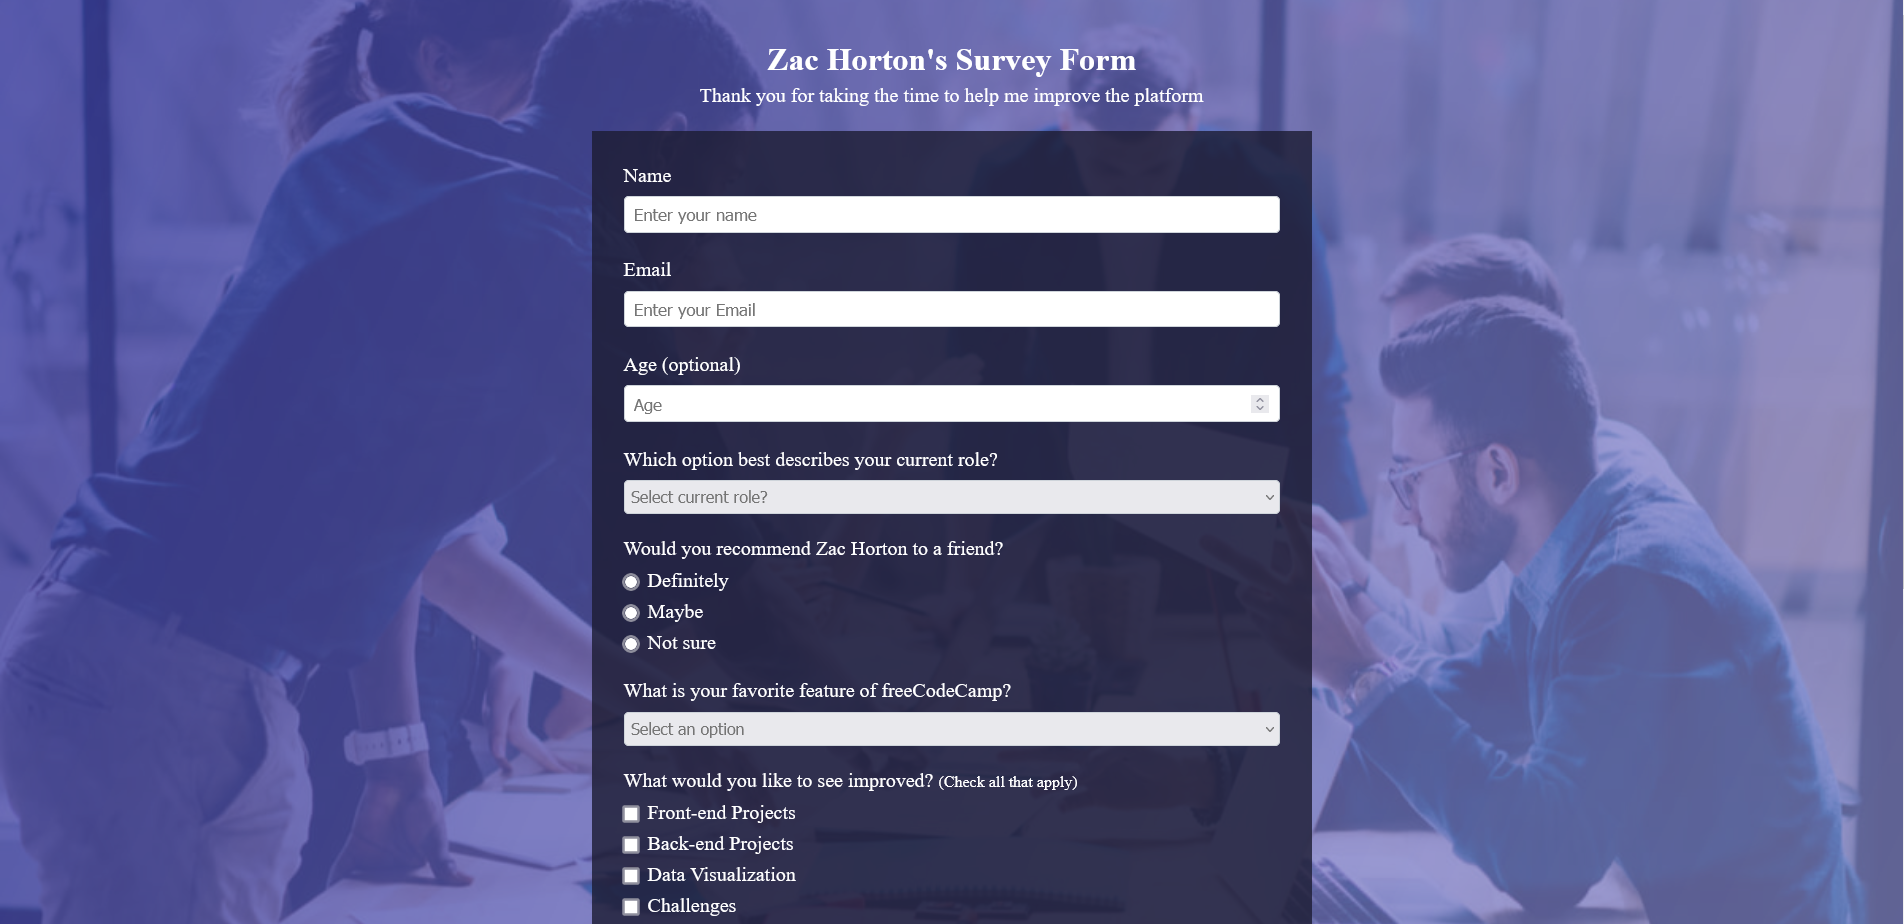 Zac Horton's Survey Form
Thank you for taking the time to help me improve the platform
Name
Enter your name
Email
Enter your Email
Age (optional)
Age
Which option best describes your current role?
Select current role?
Would you recommend Zac Horton to a friend?
Definitely
Maybe
Not sure
What is your favorite feature of freeCodeCamp?
Select an option
What would you like to see improved? (Check all that apply)
Front-end Projects
Back-end Projects
Data Visualization
Challenges